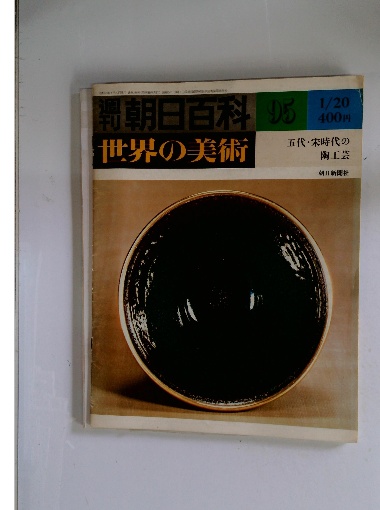 週刊朝日百科
95
1/20
400円
世界の美術
五代・宋時代の
陶工芸
朝日新聞社